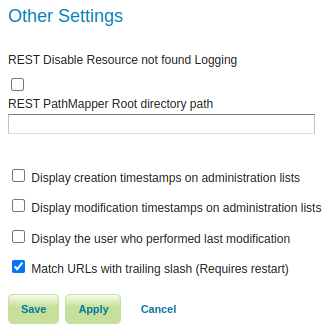 Other Settings
REST Disable Resource not found Logging
REST PathMapper Root directory path
Display creation timestamps on administration lists
Display modification timestamps on administration lists
Display the user who performed last modification
Match URLs with trailing slash (Requires restart)
Save Apply Cancel